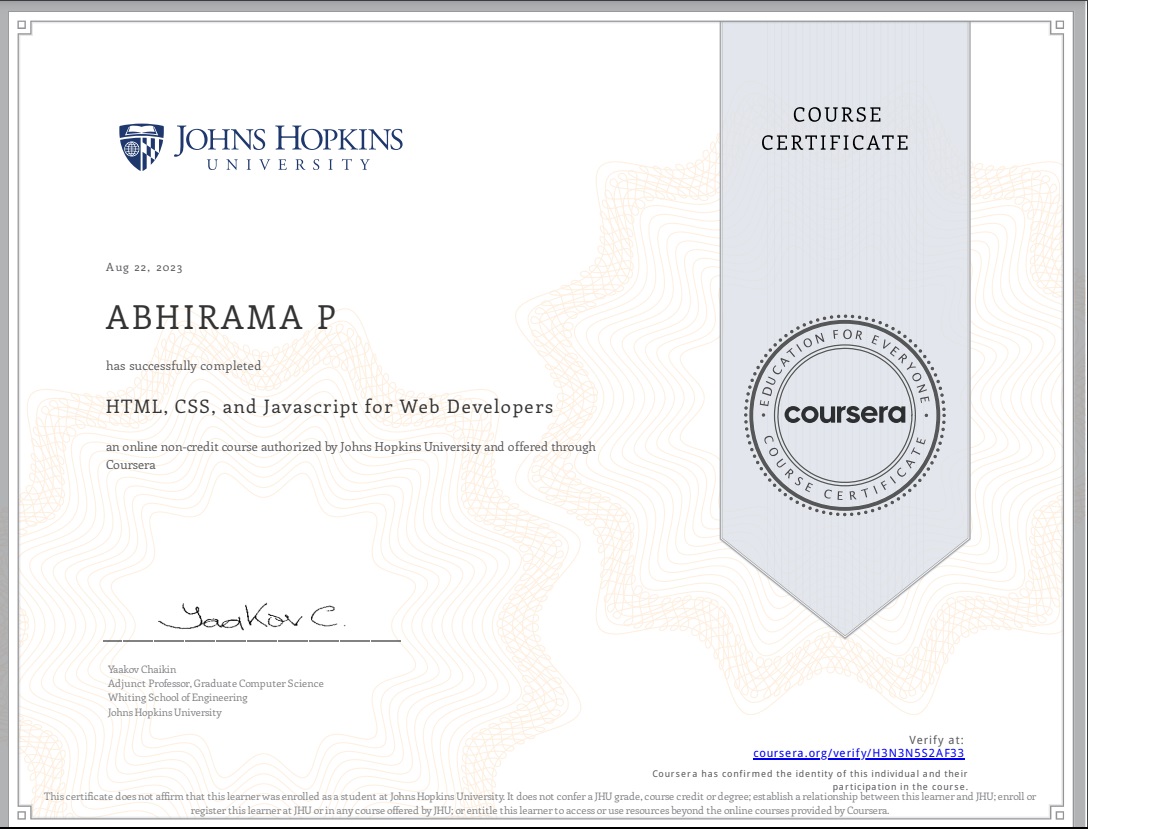 JOHNS HOPKINS
UNIVERSITY
COURSE
CERTIFICATE
Aug 22, 2023
ABHIRAMA P
has successfully completed
HTML, CSS, and Javascript for Web Developers
an online non-credit course authorized by Johns Hopkins University and offered through
Coursera
EDUCATION FOR EVERYONE
coursera
COURSE CERTIFICATE
Yaakov C.
Yaakov Chaikin
Adjunct Professor, Graduate Computer Science
Whiting School of Engineering
Johns Hopkins University
Verify at:
coursera.org/verify/H3N3N5S2AF33
Coursera has confirmed the identity of this individual and their
participation in the course.
This certificate does not affirm that this learner was enrolled as a student at Johns Hopkins University. It does not confer a JHU grade, course credit or degree; establish a relationship between this learner and JHU; enroll or
register this learner at JHU or in any course offered by JHU; or entitle this learner to access or use resources beyond the online courses provided by Coursera.